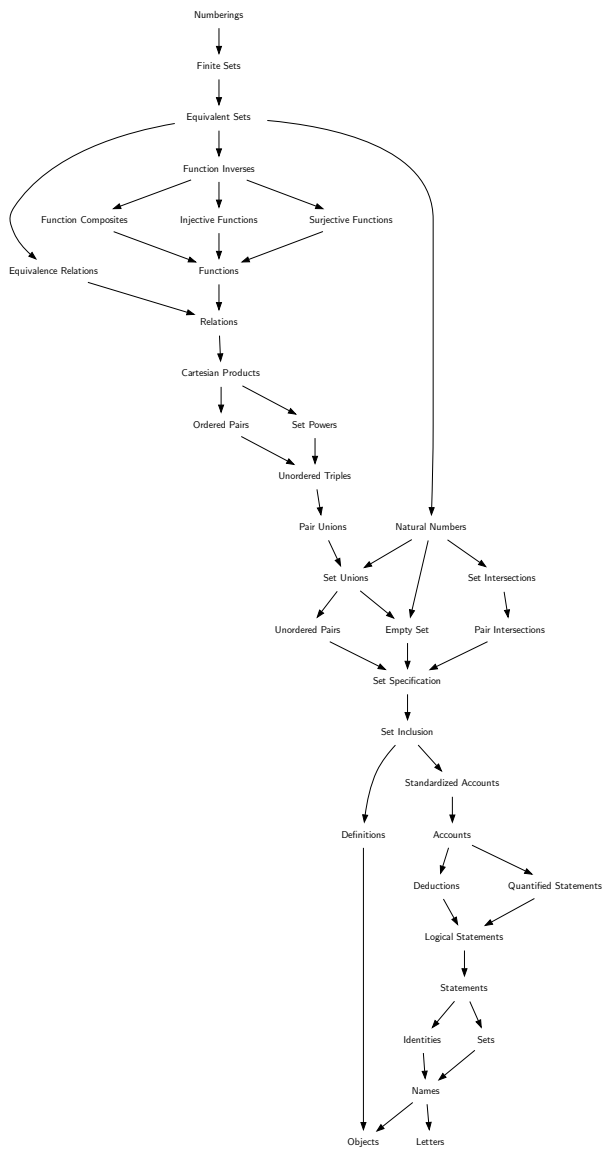 Numberings
Finite Sets
Equivalent Sets
Function Inverses
Function Composites
Injective Functions
Surjective Functions
Equivalence Relations
Functions
Relations
Cartesian Products
Ordered Pairs
Set Powers
Unordered Triples
Pair Unions
Natural Numbers
Set Unions
Set Intersections
Unordered Pairs
Empty Set
Pair Intersections
Set Specification
Set Inclusion
Standardized Accounts
Definitions
Accounts
Deductions
Quantified Statements
Logical Statements
Statements
Identities
Sets
Names
Objects
Letters